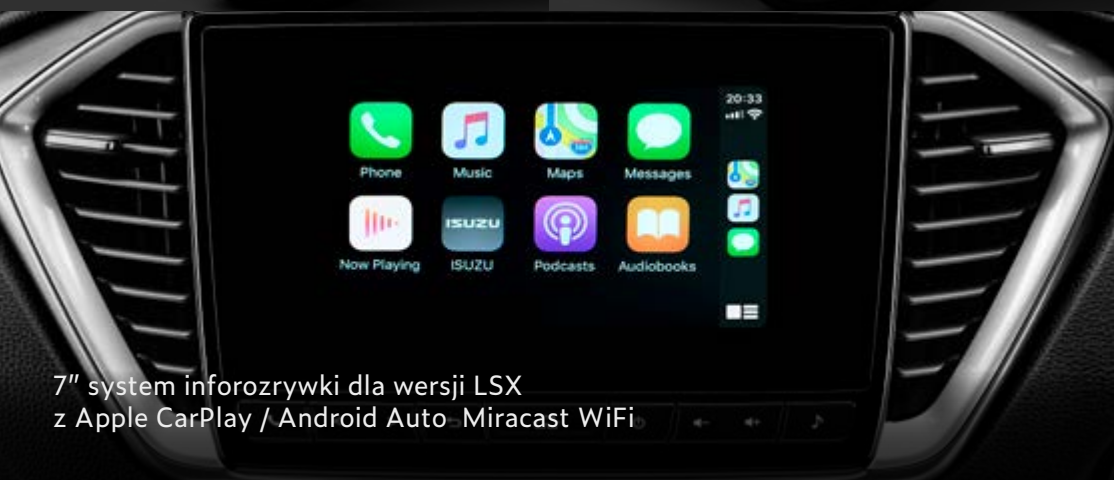 20:33
Phone
Music
Maps
Messages
ISUZU
Now Playing
ISUZU
Podcasts
Audiobooks
7" system inforozrywki dla wersji LSX
z Apple CarPlay / Android Auto Miracast WiFi